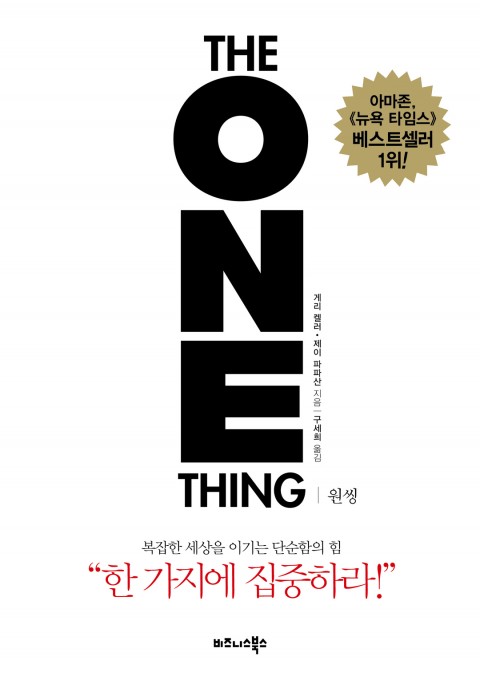 THE
ONE
THING
원씽
아마존,
《뉴욕 타임스》
베스트셀러
1위!
게리 켈러·제이 파파산 지음 | 구세희 옮김
복잡한 세상을 이기는 단순함의 힘
“한 가지에 집중하라!”
비즈니스북스